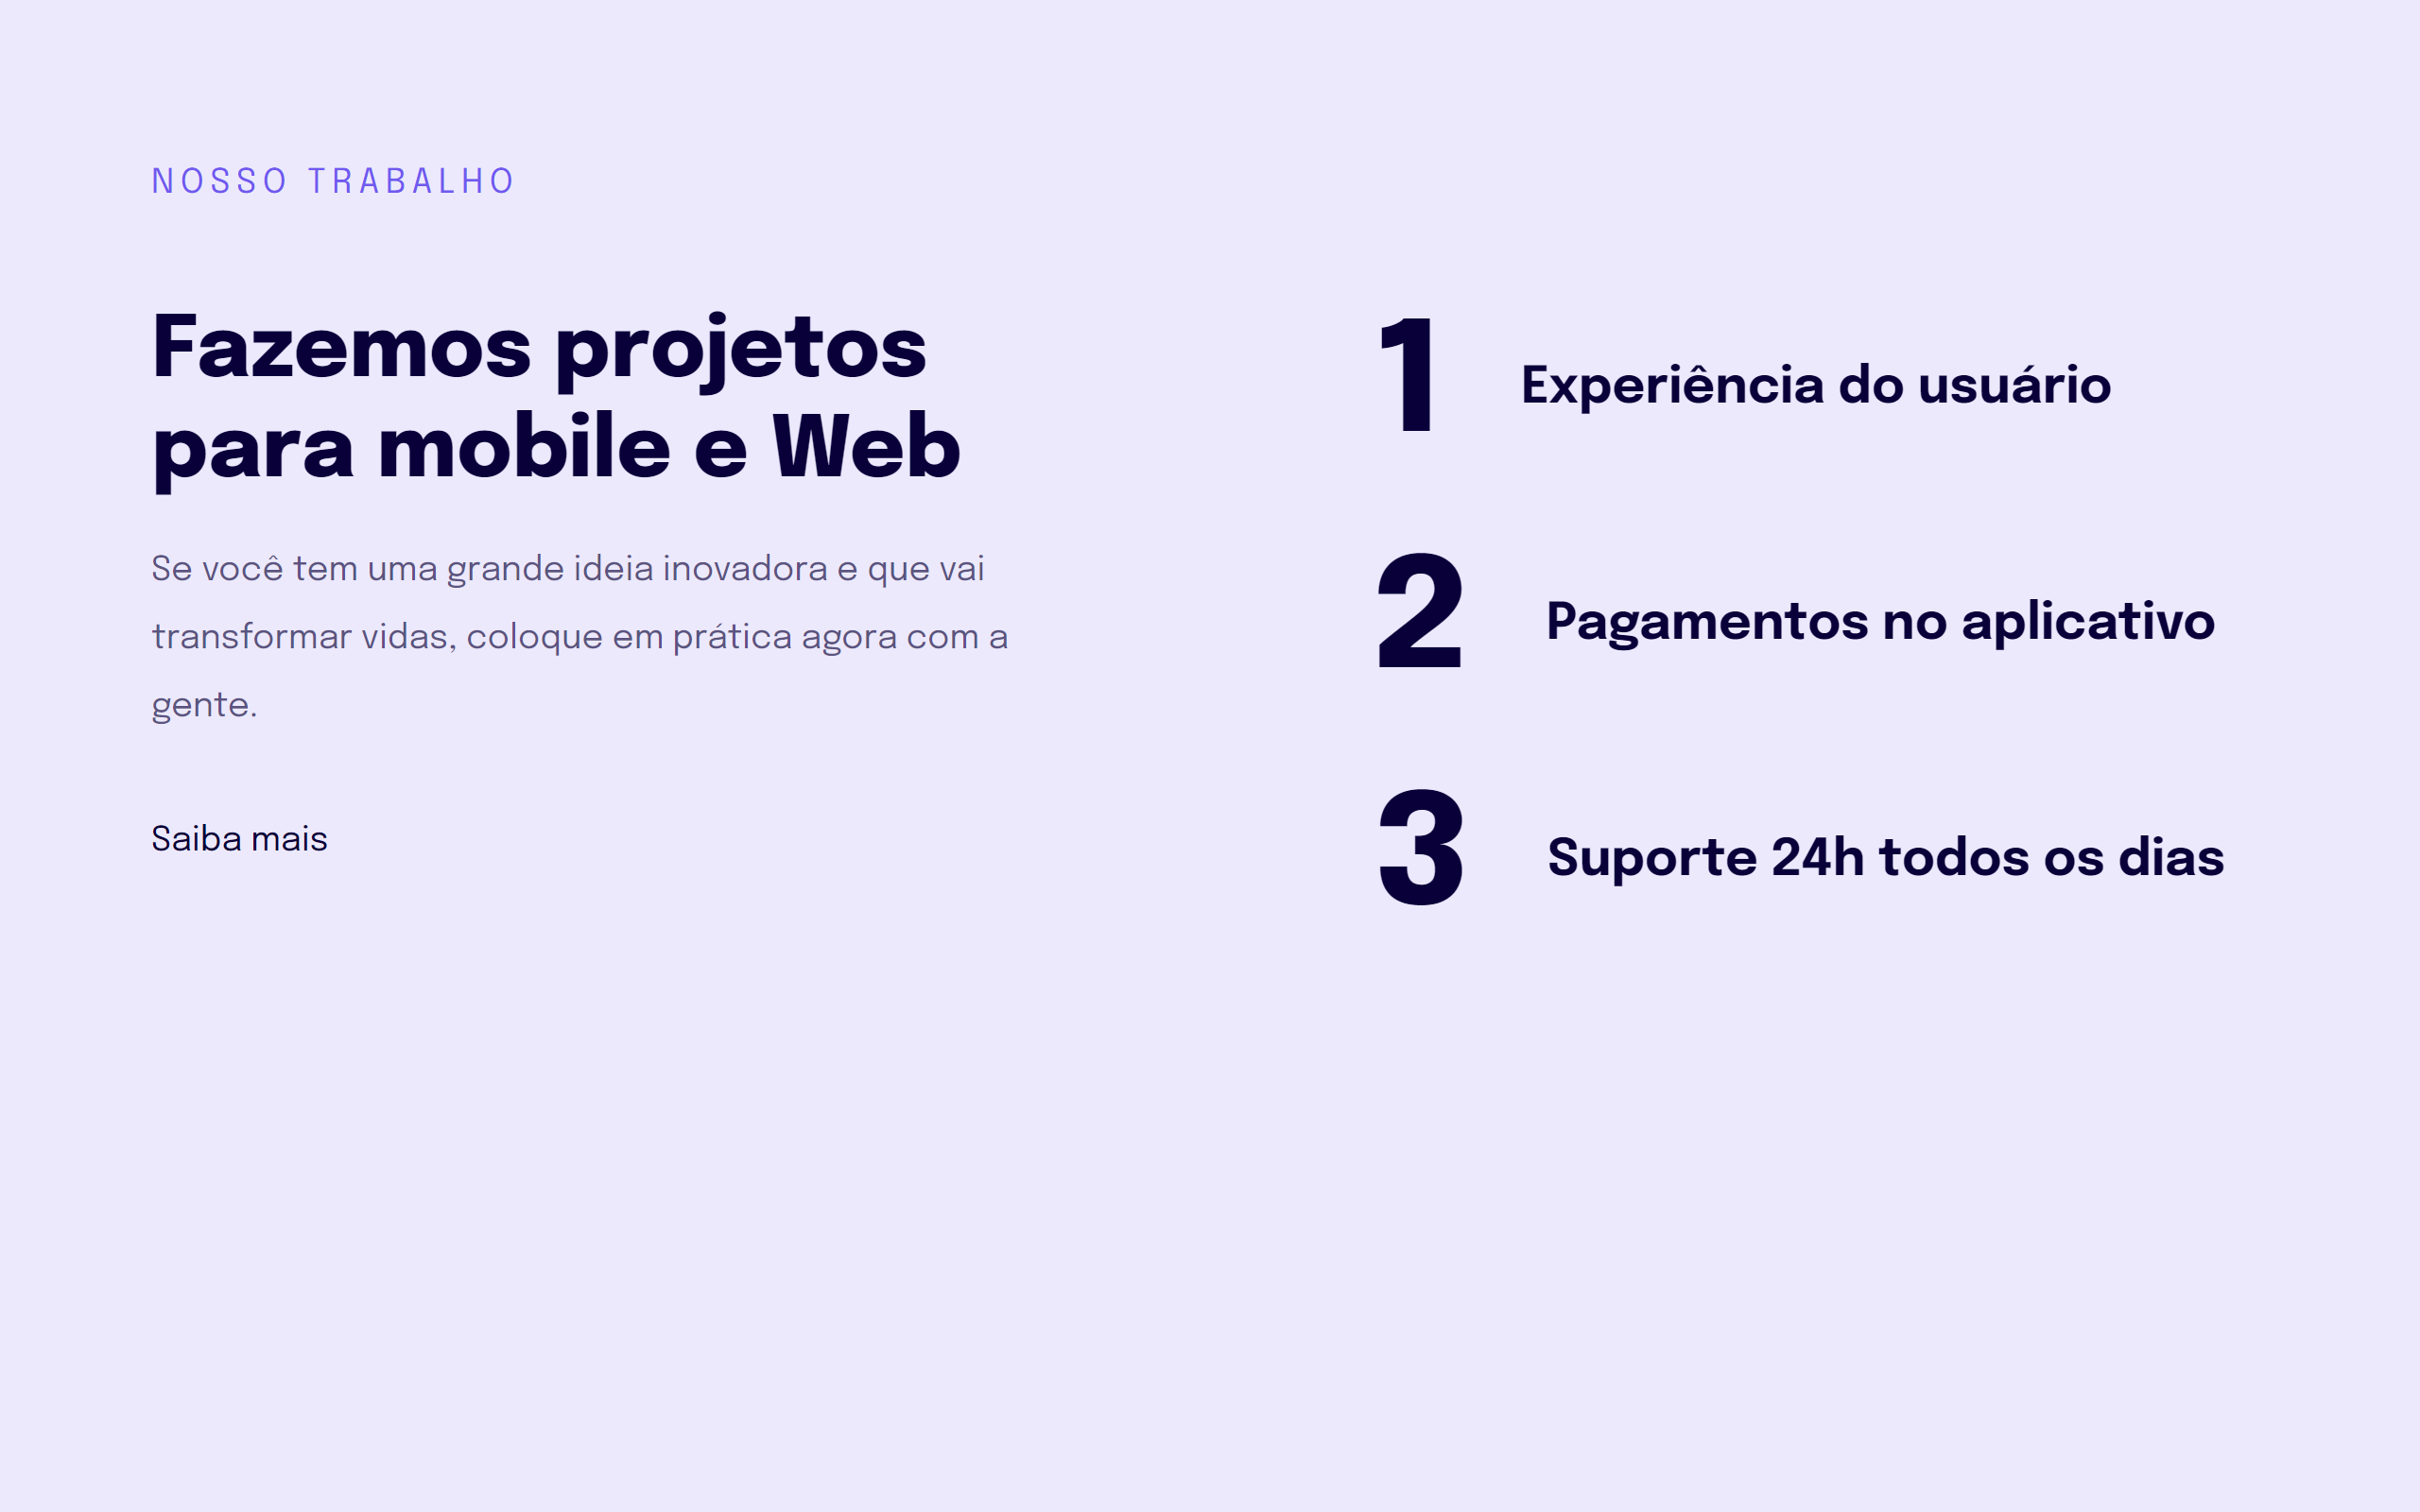 NOSSO TRABALHO
Fazemos projetos
para mobile e Web
Se você tem uma grande ideia inovadora e que vai
transformar vidas, coloque em prática agora com a
gente.
Saiba mais
1 Experiência do usuário
2 Pagamentos no aplicativo
3 Suporte 24h todos os dias